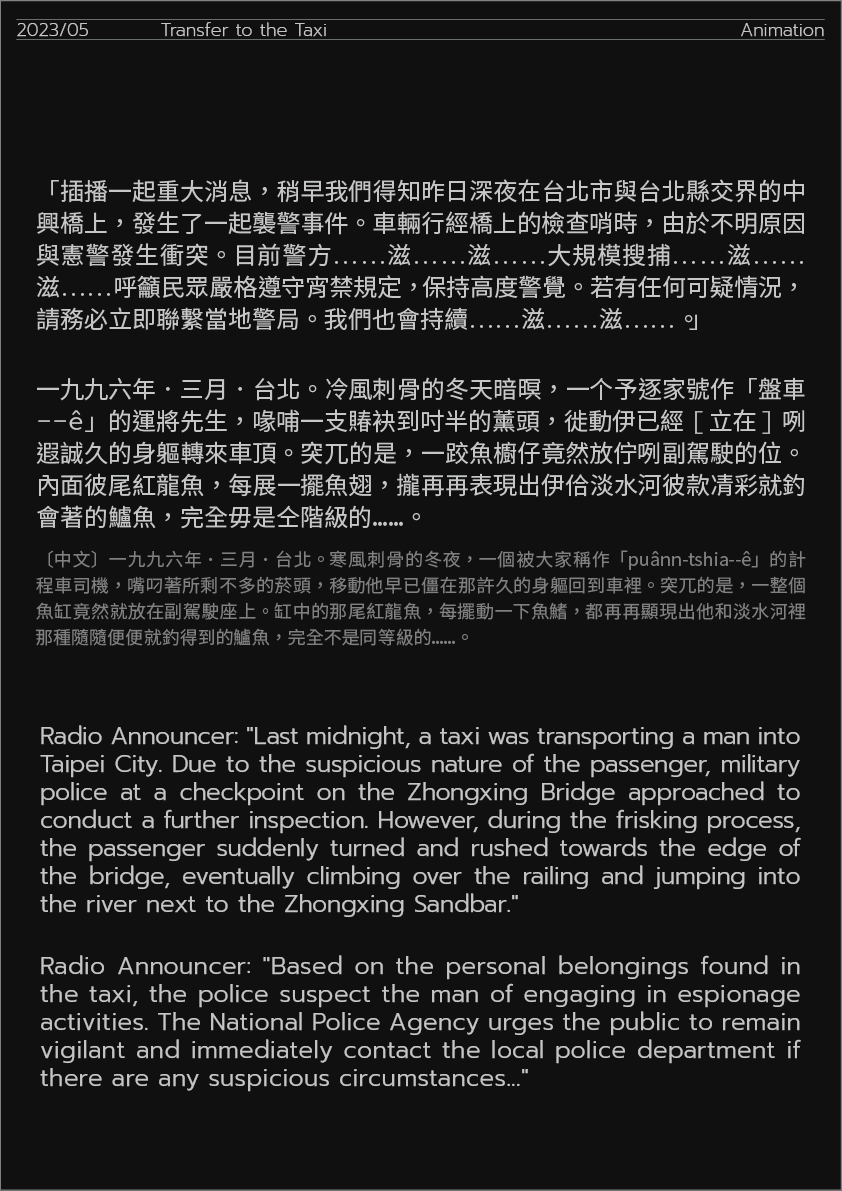 2023/05 Transfer to the Taxi Animation
「插播一起重大消息，稍早我們得知昨日深夜在台北市與台北縣交界的中
興橋上，發生了一起襲警事件。車輛行經橋上的檢查哨時，由於不明原因
與憲警發生衝突。目前警方......滋......滋......大規模搜捕......滋......
滋......呼籲民眾嚴格遵守宵禁規定，保持高度警覺。若有任何可疑情況，
請務必立即聯繫當地警局。我們也會持續......滋......滋......。」
一九九六年．三月．台北。冷風刺骨的冬天暗暝，一个予逐家號作「盤車
--ê」的運將先生，喙哺一支賰袂到吋半的薰頭，徙動伊已經［立在］咧
遐誠久的身軀轉來車頂。突兀的是，一跤魚櫥仔竟然放佇咧副駕駛的位。
內面彼尾紅龍魚，每展一擺魚翅，攏再再表現出伊佮淡水河彼款凊彩就釣
會著的鱸魚，完全毋是仝階級的……。
〔中文〕一九九六年．三月．台北。寒風刺骨的冬夜，一個被大家稱作「puânn-tshia--ê」的計
程車司機，嘴叼著所剩不多的菸頭，移動他早已僵在那許久的身軀回到車裡。突兀的是，一整個
魚缸竟然就放在副駕駛座上。缸中的那尾紅龍魚，每擺動一下魚鰭，都再再顯現出他和淡水河裡
那種隨隨便便就釣得到的鱸魚，完全不是同等級的……。
Radio Announcer: "Last midnight, a taxi was transporting a man into
Taipei City. Due to the suspicious nature of the passenger, military
police at a checkpoint on the Zhongxing Bridge approached to
conduct a further inspection. However, during the frisking process,
the passenger suddenly turned and rushed towards the edge of
the bridge, eventually climbing over the railing and jumping into
the river next to the Zhongxing Sandbar."
Radio Announcer: "Based on the personal belongings found in
the taxi, the police suspect the man of engaging in espionage
activities. The National Police Agency urges the public to remain
vigilant and immediately contact the local police department if
there are any suspicious circumstances..."